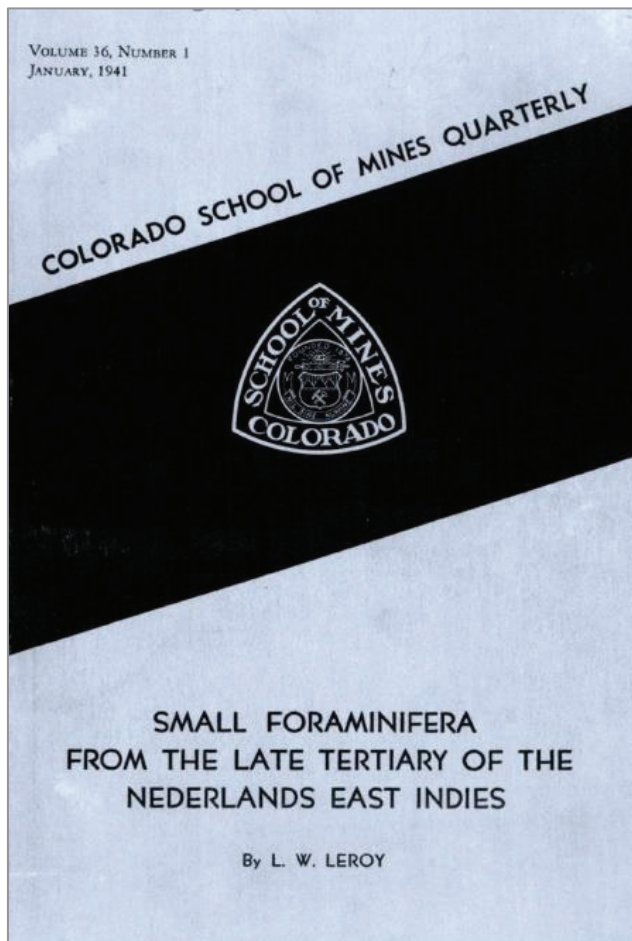 VOLUME 36, NUMBER 1
JANUARY, 1941
COLORADO SCHOOL OF MINES QUARTERLY
SCHOOL OF MINES
COLORADO
SMALL FORAMINIFERA
FROM THE LATE TERTIARY OF THE
NEDERLANDS EAST INDIES
By L. W. LEROY